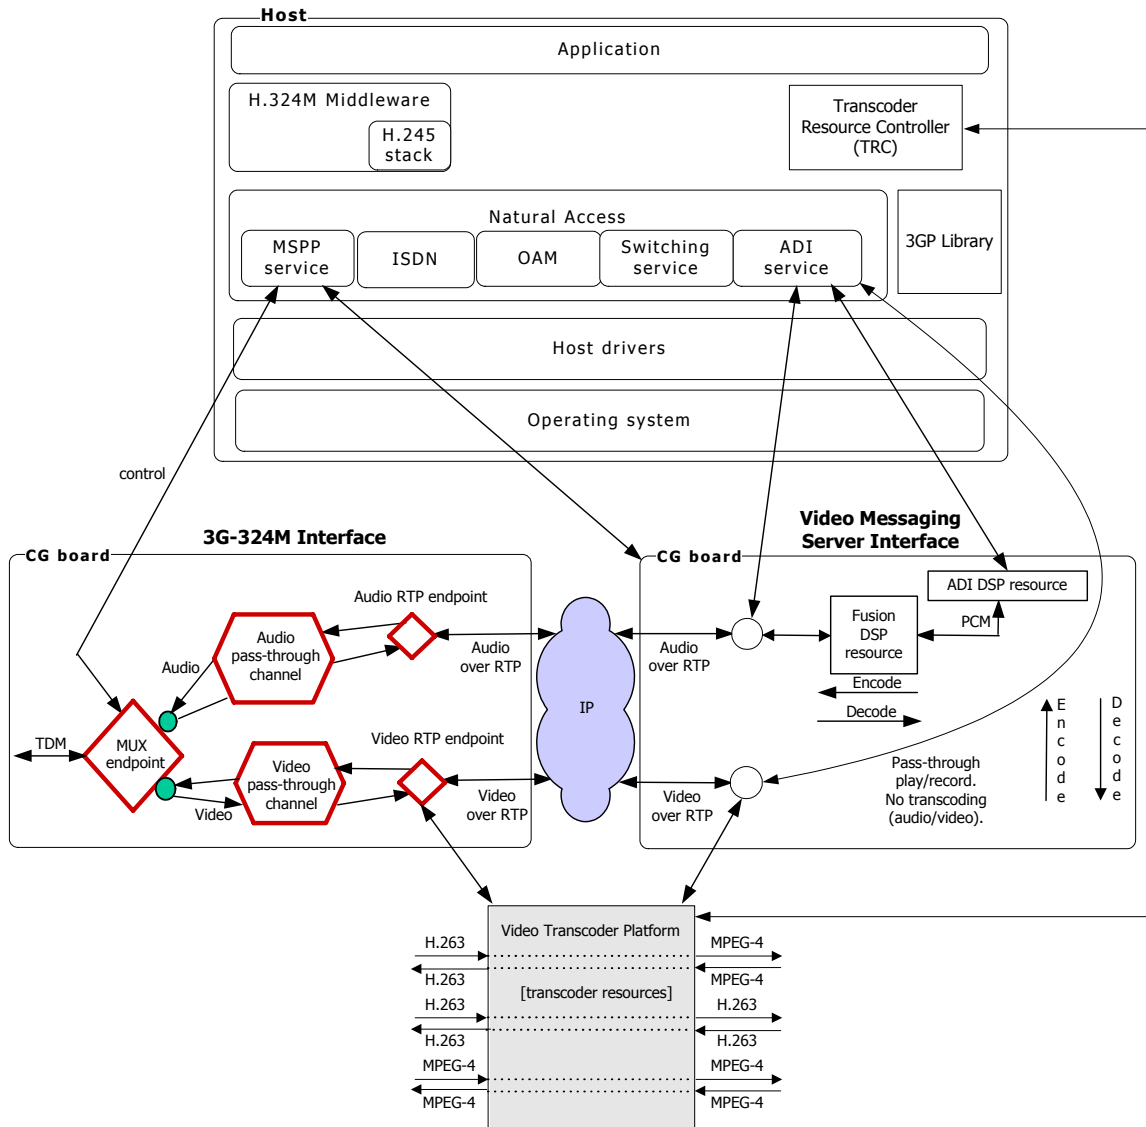 Host
Application
H.324M Middleware
H.245
stack
Transcoder
Resource Controller
(TRC)
Natural Access
MSPP
service
ISDN
OAM
Switching
service
ADI
service
3GP Library
Host drivers
Operating system
control
3G-324M Interface
Video Messaging
Server Interface
CG board
CG board
Audio RTP endpoint
Audio
pass-through
channel
Audio
Audio
over RTP
TDM
MUX
endpoint
Video RTP endpoint
Video
pass-through
channel
Video
Video
over RTP
IP
Audio
over RTP
Video
over RTP
ADI DSP resource
Fusion
DSP
resource
PCM
Encode
Decode
Pass-through
play/record.
No transcoding
(audio/video).
Encode
Decode
Video Transcoder Platform
[transcoder resources]
H.263
MPEG-4
H.263
MPEG-4
H.263
H.263
H.263
H.263
MPEG-4
MPEG-4
MPEG-4
MPEG-4